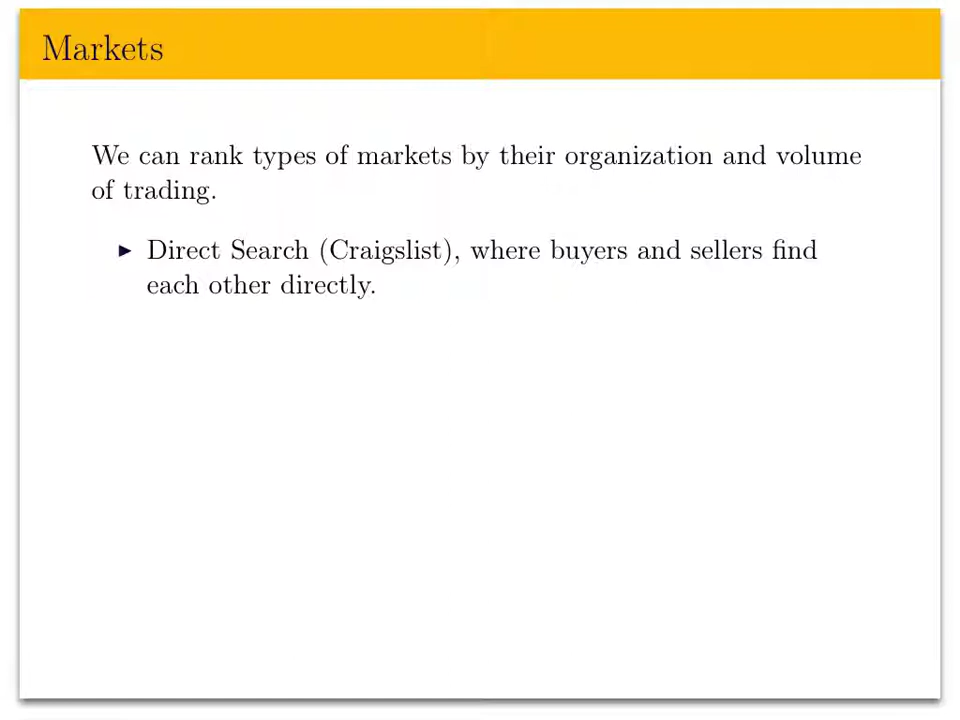 Markets
We can rank types of markets by their organization and volume
of trading.
▶ Direct Search (Craigslist), where buyers and sellers find
each other directly.